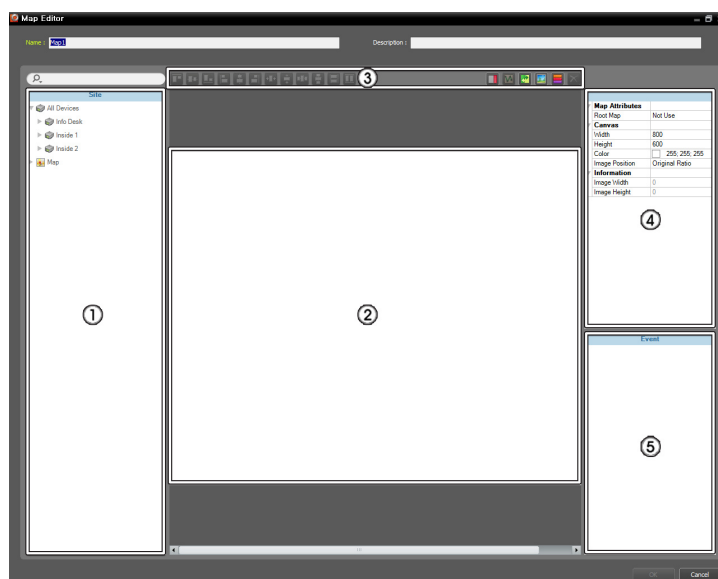 Map Editor
Name : Map1
Description :
③
Site
All Devices
Info Desk
Inside 1
Inside 2
Map
①
②
Map Attributes
Root Map Not Use
Canvas
Width 800
Height 600
Color 255; 255; 255
Image Position Original Ratio
Information
Image Width 0
Image Height 0
④
Event
⑤
OK Cancel